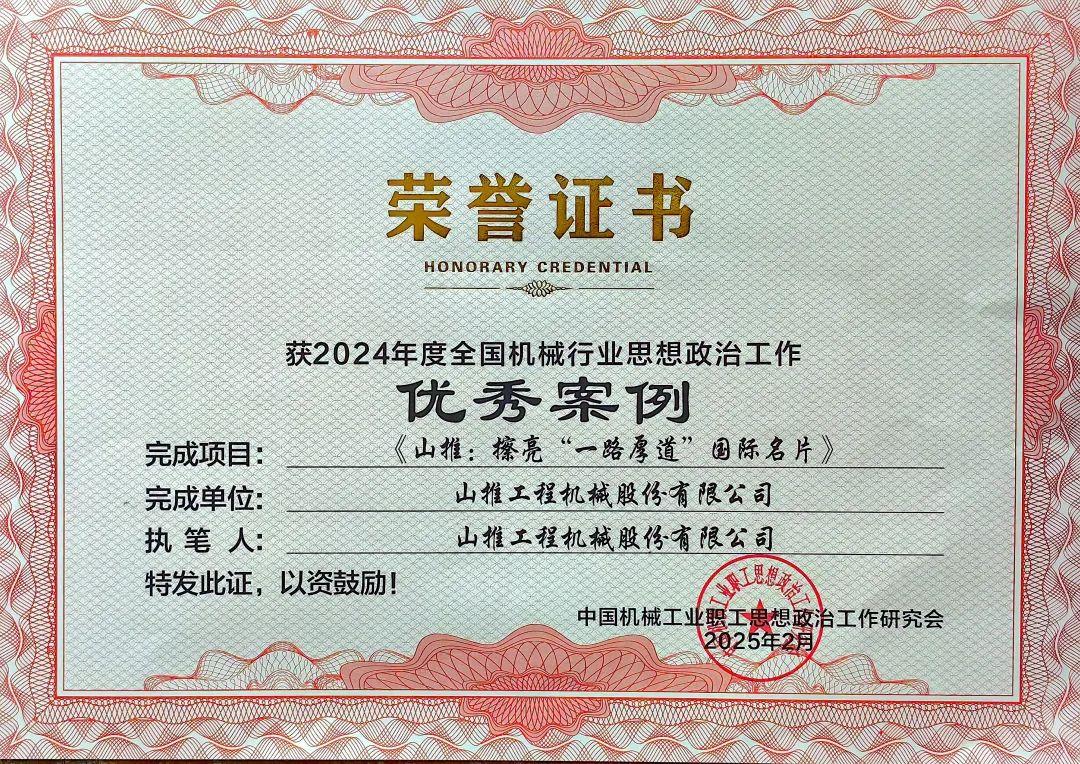 荣誉证书
HONORARY CREDENTIAL
获2024年度全国机械行业思想政治工作
优秀案例
完成项目：《山推：擦亮“一路厚道”国际名片》
完成单位：山推工程机械股份有限公司
执笔人：山推工程机械股份有限公司
特发此证，以资鼓励！
中国机械工业职工思想政治工作研究会
2025年2月